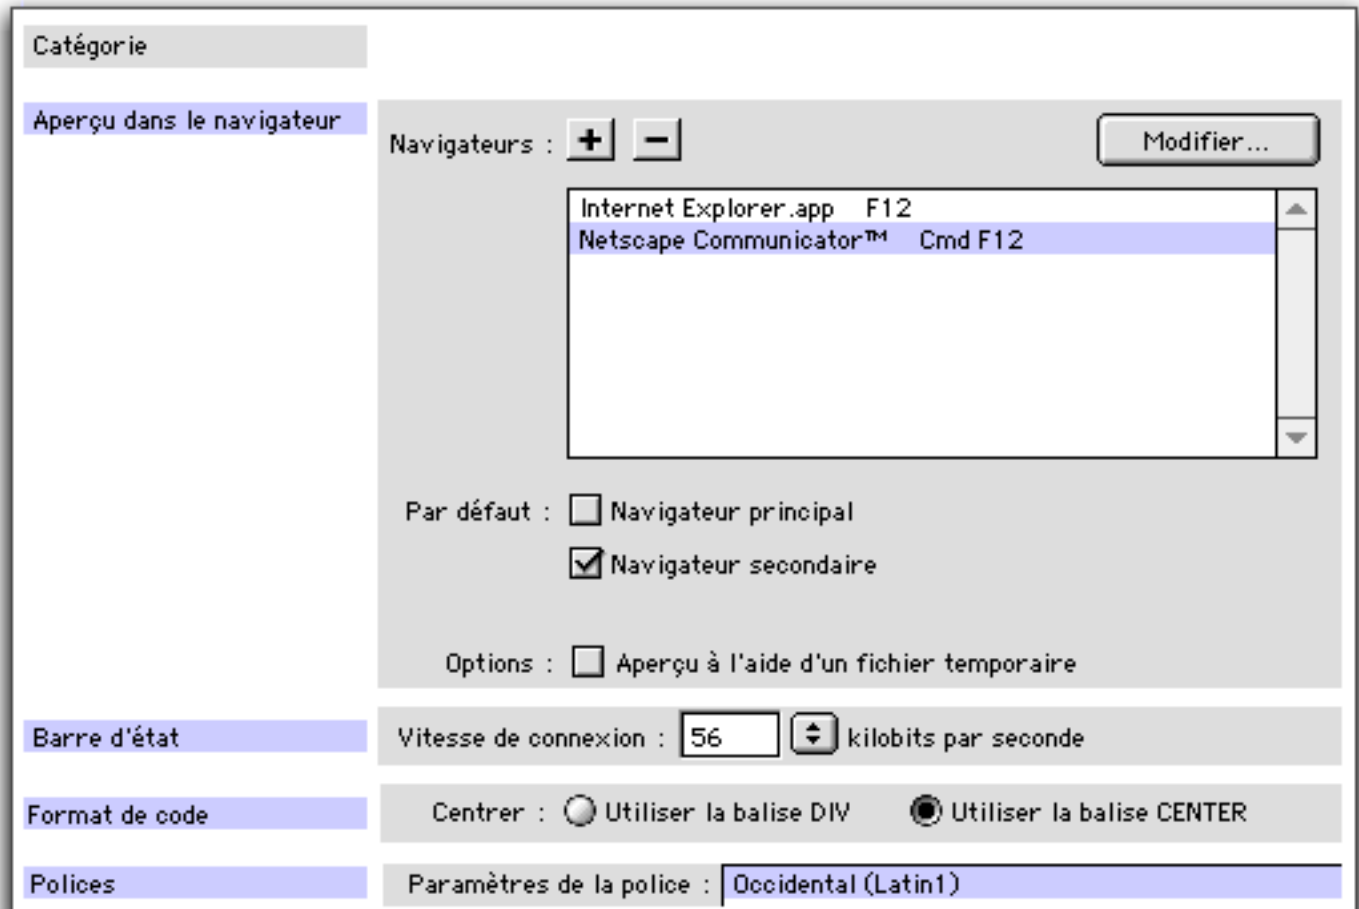 Catégorie
Aperçu dans le navigateur
Navigateurs : + − Modifier...
Internet Explorer.app F12
Netscape Communicator™ Cmd F12
Par défaut : Navigateur principal
Navigateur secondaire
Options : Aperçu à l'aide d'un fichier temporaire
Barre d'état Vitesse de connexion : 56 kilobits par seconde
Format de code Centrer : Utiliser la balise DIV Utiliser la balise CENTER
Polices Paramètres de la police : Occidental (Latin1)